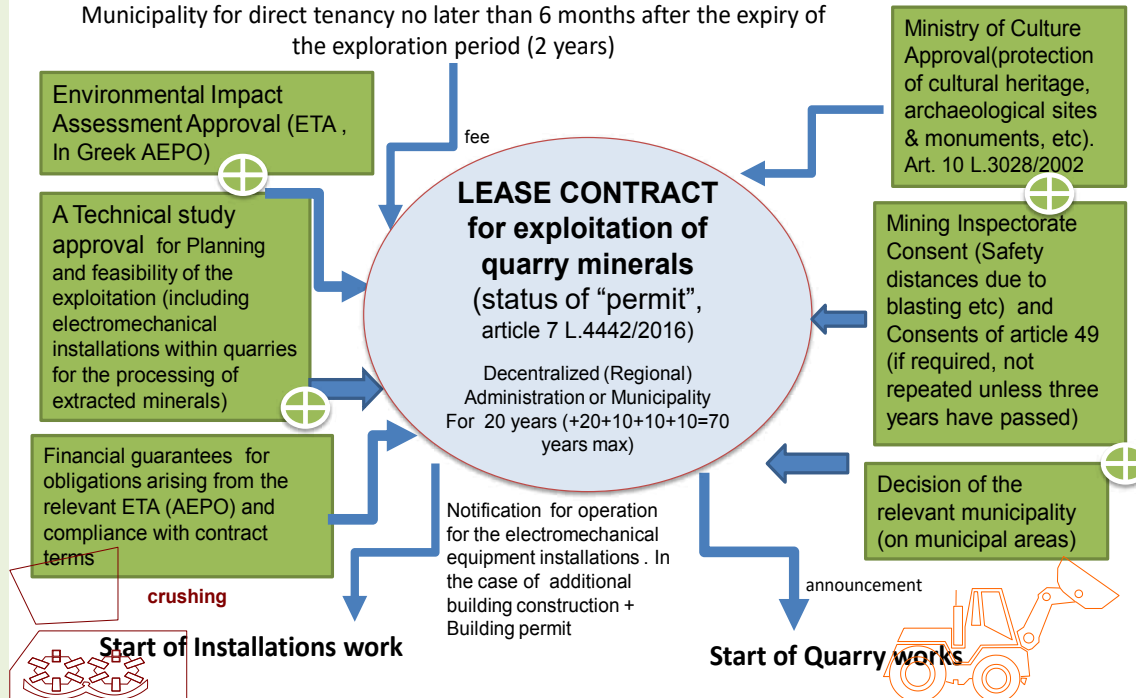 Municipality for direct tenancy no later than 6 months after the expiry of
the exploration period (2 years)
Environmental Impact
Assessment Approval (ETA ,
In Greek AEPO)
A Technical study
approval for Planning
and feasibility of the
exploitation (including
electromechanical
installations within quarries
for the processing of
extracted minerals)
Financial guarantees for
obligations arising from the
relevant ETA (AEPO) and
compliance with contract
terms
fee
LEASE CONTRACT
for exploitation of
quarry minerals
(status of “permit”,
article 7 L.4442/2016)
Decentralized (Regional)
Administration or Municipality
For 20 years (+20+10+10+10=70
years max)
Ministry of Culture
Approval(protection
of cultural heritage,
archaeological sites
& monuments, etc).
Art. 10 L.3028/2002
Mining Inspectorate
Consent (Safety
distances due to
blasting etc) and
Consents of article 49
(if required, not
repeated unless three
years have passed)
Decision of the
relevant municipality
(on municipal areas)
Notification for operation
for the electromechanical
equipment installations . In
the case of additional
building construction +
Building permit
announcement
crushing
Start of Installations work
Start of Quarry works